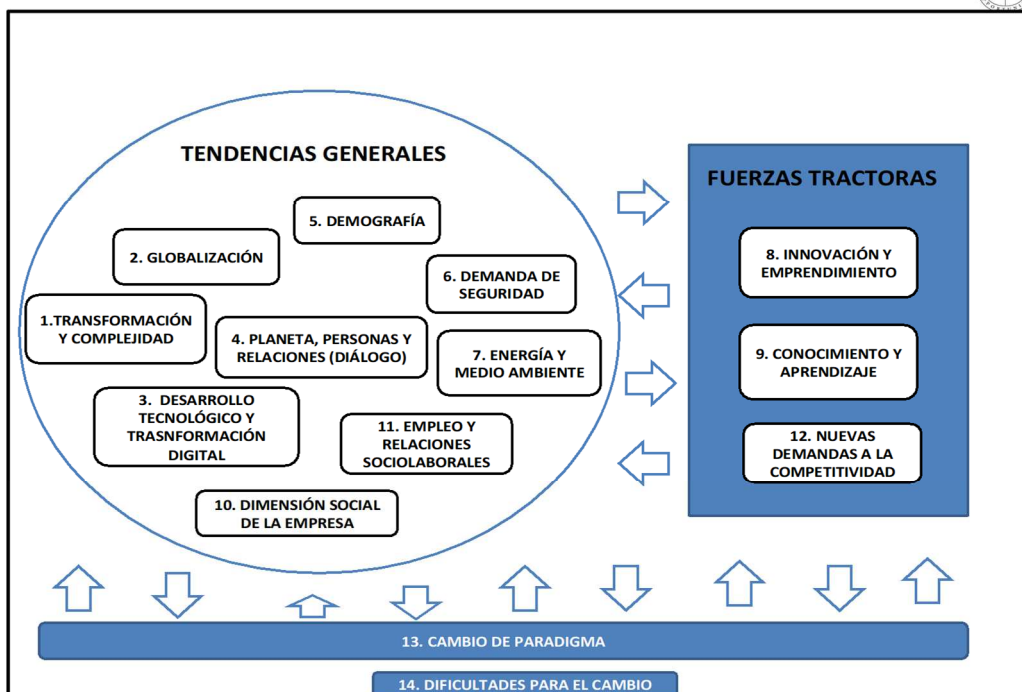 TENDENCIAS GENERALES
5. DEMOGRAFÍA
2. GLOBALIZACIÓN
6. DEMANDA DE
SEGURIDAD
1.TRANSFORMACIÓN
Y COMPLEJIDAD
4. PLANETA, PERSONAS Y
RELACIONES (DIÁLOGO)
7. ENERGÍA Y
MEDIO AMBIENTE
3. DESARROLLO
TECNOLÓGICO Y
TRASNFORMACIÓN
DIGITAL
11. EMPLEO Y
RELACIONES
SOCIOLABORALES
10. DIMENSIÓN SOCIAL
DE LA EMPRESA
FUERZAS TRACTORAS
8. INNOVACIÓN Y
EMPRENDIMIENTO
9. CONOCIMIENTO Y
APRENDIZAJE
12. NUEVAS
DEMANDAS A LA
COMPETITIVIDAD
13. CAMBIO DE PARADIGMA
14. DIFICULTADES PARA EL CAMBIO